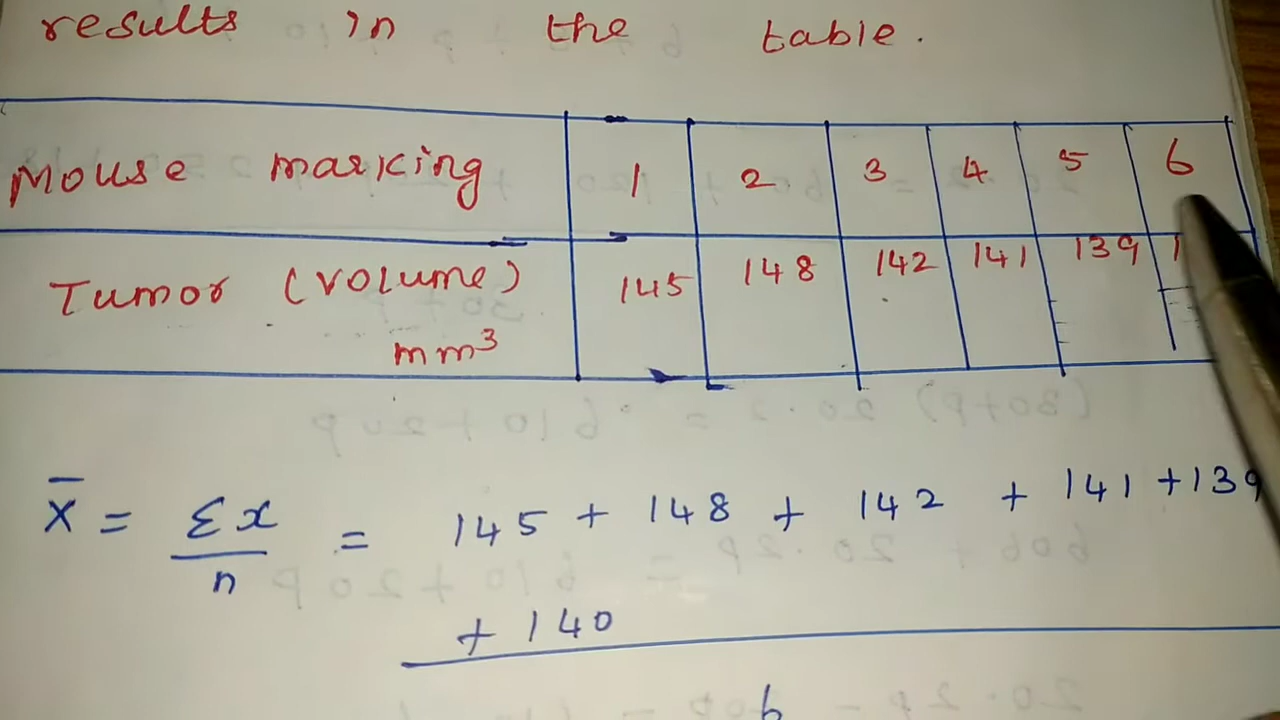 results in the table.
Mouse marking 1 2 3 4 5 6
Tumor (volume) 145 148 142 141 139
mm³
x̄ = Σx = 145 + 148 + 142 + 141 + 139
n
+ 140
6